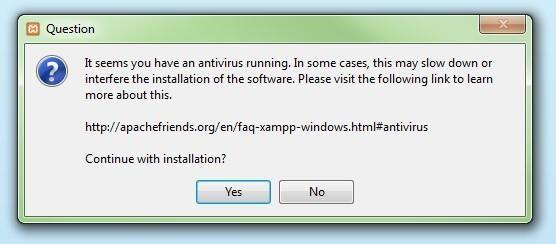 Question
It seems you have an antivirus running. In some cases, this may slow down or
interfere the installation of the software. Please visit the following link to learn
more about this.
http://apachefriends.org/en/faq-xampp-windows.html#antivirus
Continue with installation?
Yes
No